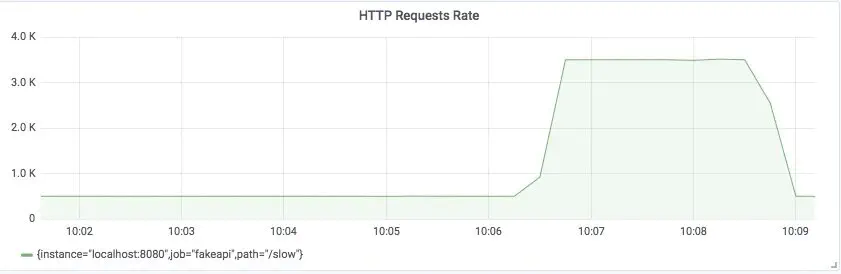 HTTP Requests Rate
4.0 K
3.0 K
2.0 K
1.0 K
0
10:02 10:03 10:04 10:05 10:06 10:07 10:08 10:09
{instance="localhost:8080",job="fakeapi",path="/slow"}